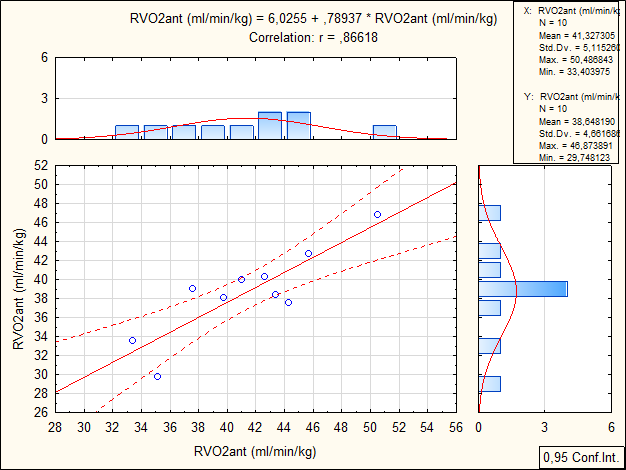 RVO2ant (ml/min/kg) = 6,0255 + ,78937 * RVO2ant (ml/min/kg)
Correlation: r = ,86618
X: RVO2ant (ml/min/kg
N = 10
Mean = 41,327305
Std.Dv. = 5,115260
Max. = 50,486843
Min. = 33,403975
Y: RVO2ant (ml/min/k
N = 10
Mean = 38,648190
Std.Dv. = 4,661686
Max. = 46,873891
Min. = 29,748123
6
3
0
52
50
48
46
44
42
40
38
36
34
32
30
28
26
RVO2ant (ml/min/kg)
28 30 32 34 36 38 40 42 44 46 48 50 52 54 56
RVO2ant (ml/min/kg)
0 3 6
0,95 Conf.Int.